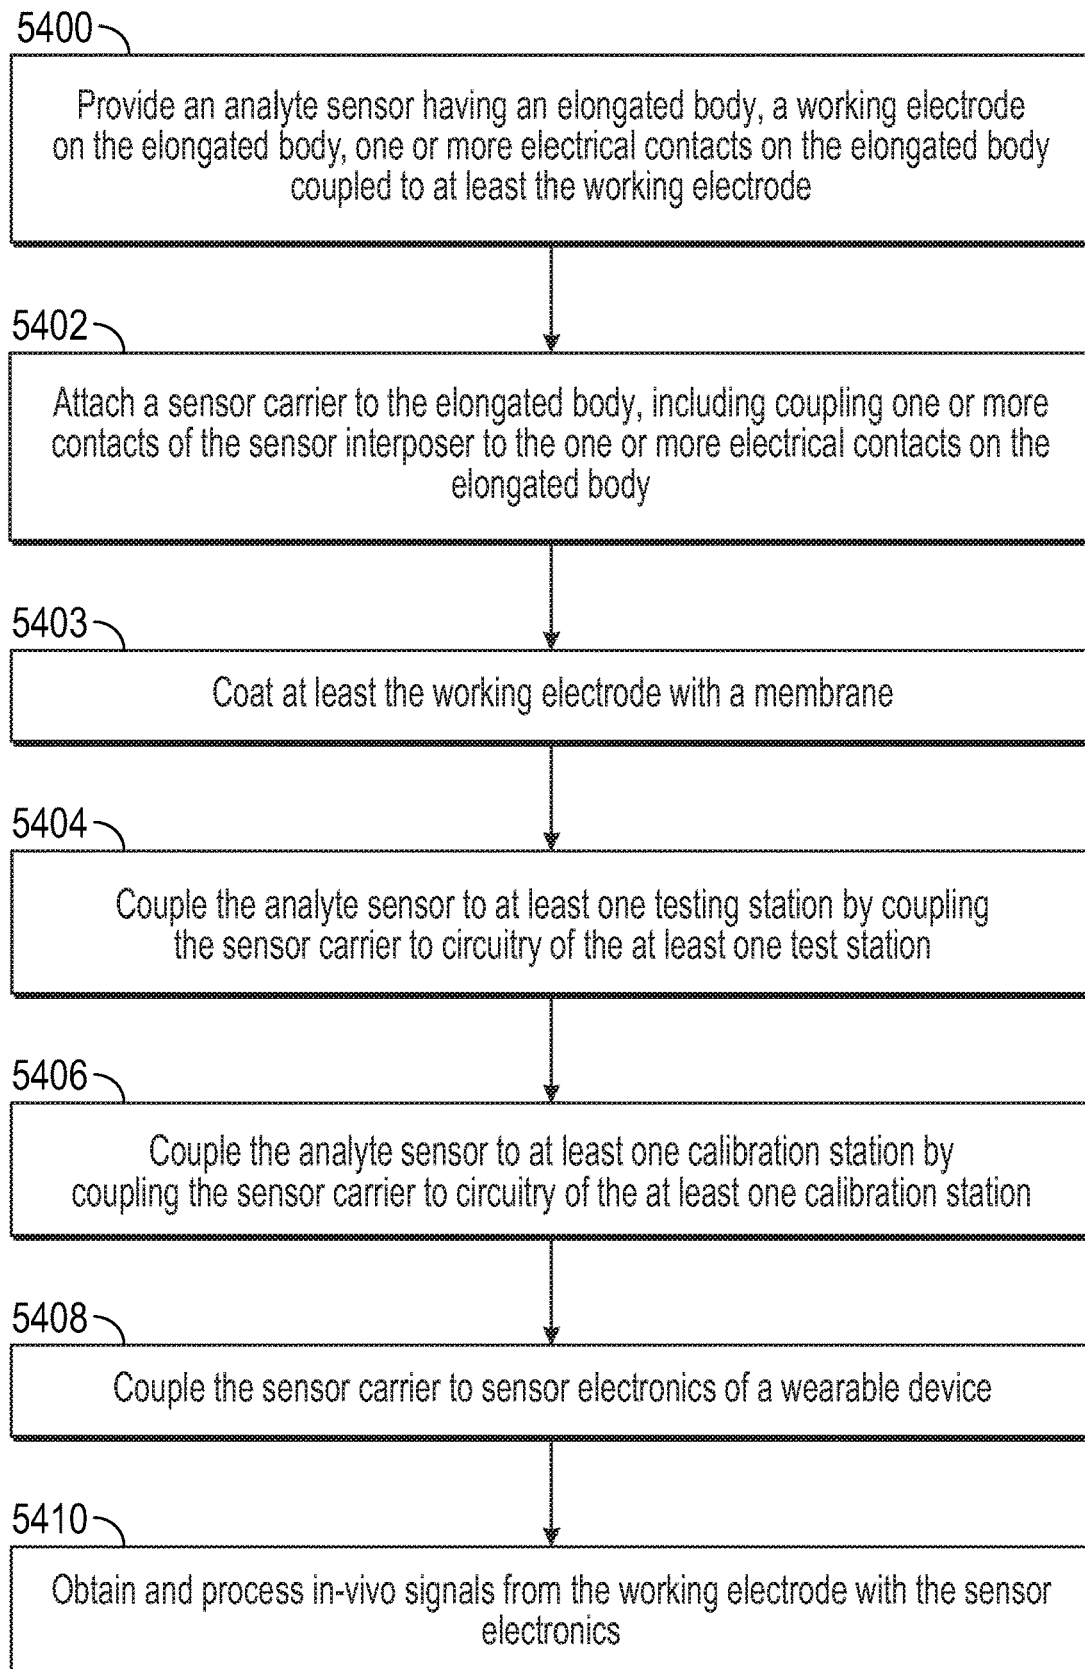 5400
Provide an analyte sensor having an elongated body, a working electrode
on the elongated body, one or more electrical contacts on the elongated body
coupled to at least the working electrode
5402
Attach a sensor carrier to the elongated body, including coupling one or more
contacts of the sensor interposer to the one or more electrical contacts on the
elongated body
5403
Coat at least the working electrode with a membrane
5404
Couple the analyte sensor to at least one testing station by coupling
the sensor carrier to circuitry of the at least one test station
5406
Couple the analyte sensor to at least one calibration station by
coupling the sensor carrier to circuitry of the at least one calibration station
5408
Couple the sensor carrier to sensor electronics of a wearable device
5410
Obtain and process in-vivo signals from the working electrode with the sensor
electronics